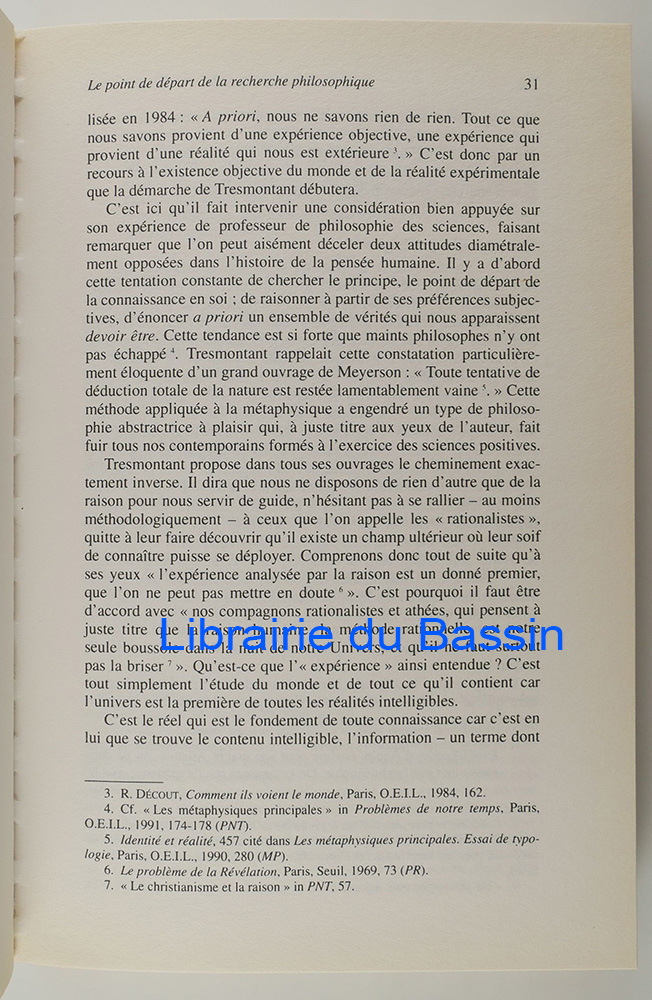 Le point de départ de la recherche philosophique 31
lisée en 1984 : « A priori, nous ne savons rien de rien. Tout ce que
nous savons provient d'une expérience objective, une expérience qui
provient d'une réalité qui nous est extérieure 3. » C'est donc par un
recours à l'existence objective du monde et de la réalité expérimentale
que la démarche de Tresmontant débutera.
C'est ici qu'il fait intervenir une considération bien appuyée sur
son expérience de professeur de philosophie des sciences, faisant
remarquer que l'on peut aisément déceler deux attitudes diamétrale-
ment opposées dans l'histoire de la pensée humaine. Il y a d'abord
cette tentation constante de chercher le principe, le point de départ de
la connaissance en soi ; de raisonner à partir de ses préférences subjec-
tives, d'énoncer a priori un ensemble de vérités qui nous apparaissent
devoir être. Cette tendance est si forte que maints philosophes n'y ont
pas échappé 4. Tresmontant rappelait cette constatation particulière-
ment éloquente d'un grand ouvrage de Meyerson : « Toute tentative de
déduction totale de la nature est restée lamentablement vaine 5. » Cette
méthode appliquée à la métaphysique a engendré un type de philoso-
phie abstractrice à plaisir qui, à juste titre aux yeux de l'auteur, fait
fuir tous nos contemporains formés à l'exercice des sciences positives.
Tresmontant propose dans tous ses ouvrages le cheminement exac-
tement inverse. Il dira que nous ne disposons de rien d'autre que de la
raison pour nous servir de guide, n'hésitant pas à se rallier – au moins
méthodologiquement – à ceux que l'on appelle les « rationalistes »,
quitte à leur faire découvrir qu'il existe un champ ultérieur où leur soif
de connaître puisse se déployer. Comprenons donc tout de suite qu'à
ses yeux « l'expérience analysée par la raison est un donné premier,
que l'on ne peut pas mettre en doute 6 ». C'est pourquoi il faut être
d'accord avec « nos compagnons rationalistes et athées, qui pensent à
juste titre que la raison humaine, la méthode rationnelle, est notre
Librairie du Bassin
seule boussole dans la nuit de notre Univers, et qu'il ne faut surtout
pas la briser 7 ». Qu'est-ce que l'« expérience » ainsi entendue ? C'est
tout simplement l'étude du monde et de tout ce qu'il contient car
l'univers est la première de toutes les réalités intelligibles.
C'est le réel qui est le fondement de toute connaissance car c'est en
lui que se trouve le contenu intelligible, l'information – un terme dont
3. R. DÉCOUT, Comment ils voient le monde, Paris, O.E.I.L., 1984, 162.
4. Cf. « Les métaphysiques principales » in Problèmes de notre temps, Paris,
O.E.I.L., 1991, 174-178 (PNT).
5. Identité et réalité, 457 cité dans Les métaphysiques principales. Essai de typo-
logie, Paris, O.E.I.L., 1990, 280 (MP).
6. Le problème de la Révélation, Paris, Seuil, 1969, 73 (PR).
7. « Le christianisme et la raison » in PNT, 57.